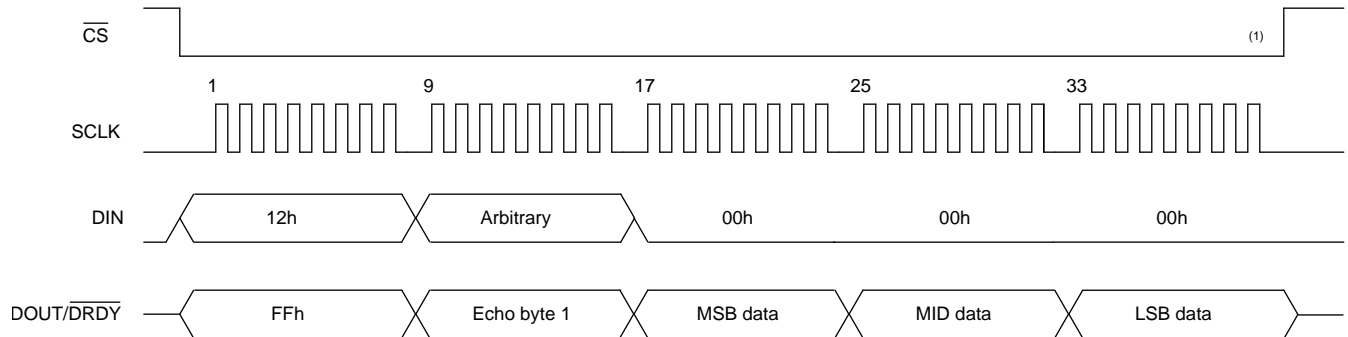 CS
(1)
1 9 17 25 33
SCLK
DIN 12h Arbitrary 00h 00h 00h
DOUT/DRDY FFh Echo byte 1 MSB data MID data LSB data